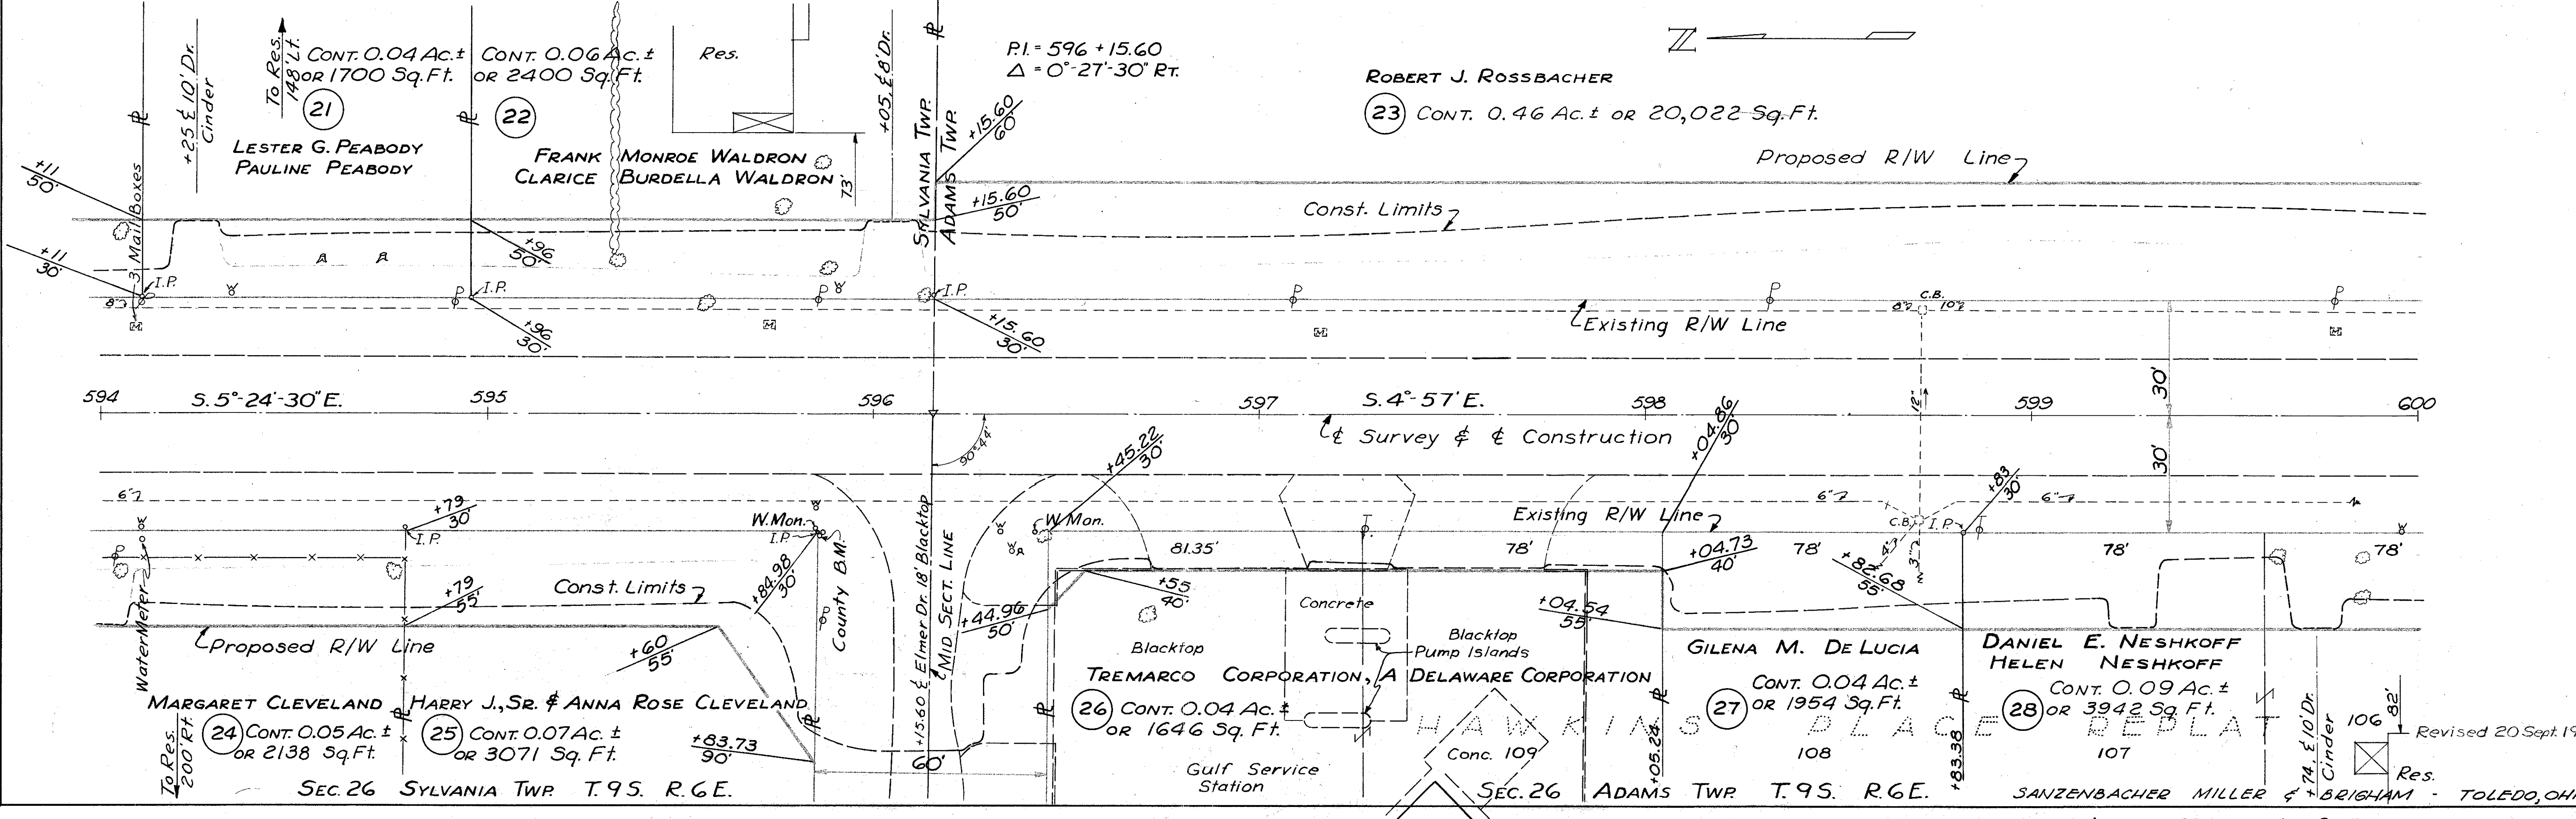 +25 ℄ 10' Dr.
Cinder
To Res.
148' Lt.
CONT. 0.04 Ac.±
OR 1700 Sq.Ft.
21
LESTER G. PEABODY
PAULINE PEABODY
CONT. 0.06 Ac.±
OR 2400 Sq.Ft.
22
FRANK MONROE WALDRON
CLARICE BURDELLA WALDRON
Res.
73'
+05, ℄ 8' Dr.
SYLVANIA TWP.
ADAMS TWP.
P.I. = 596 +15.60
Δ = 0°-27'-30" RT.
+15.60
60'
+15.60
50'
ROBERT J. ROSSBACHER
23 CONT. 0.46 Ac.± OR 20,022 Sq.Ft.
Proposed R/W Line
Const. Limits
+11
50'
+11
30'
3 Mail Boxes
8"
I.P.
+96
50'
I.P.
+96
30'
I.P.
+15.60
30'
Existing R/W Line
C.B.
8" 10"
M
M
M
M
594
S. 5°-24'-30" E.
595
596
597
S. 4°-57' E.
598
599
600
℄ Survey & ℄ Construction
90°-44'
12"
30'
30'
+45.22
30'
+04.86
30'
+83
30'
6"
6"
6"
+79
30'
I.P.
+79
55'
Const. Limits
W. Mon.
I.P.
+84.98
30'
County B.M.
+15.60 ℄ Elmer Dr. 18' Blacktop
℄ MID SECT. LINE
W. Mon.
81.35'
78'
78'
78'
78'
Existing R/W Line
C.B.
I.P.
4"
3"
+04.73
40'
+82.68
55'
+55
40'
+44.96
50'
+04.54
55'
Water Meter
Proposed R/W Line
+60
55'
Concrete
Blacktop
Blacktop
Pump Islands
MARGARET CLEVELAND
24 CONT. 0.05 Ac.±
OR 2138 Sq.Ft.
To Res.
200' Rt.
HARRY J., SR. & ANNA ROSE CLEVELAND
25 CONT. 0.07 Ac.±
OR 3071 Sq. Ft.
+83.73
90'
60'
TREMARCO CORPORATION, A DELAWARE CORPORATION
26 CONT. 0.04 Ac.±
OR 1646 Sq. Ft.
Gulf Service
Station
Conc. 109
GILENA M. DE LUCIA
27 CONT. 0.04 Ac.±
OR 1954 Sq.Ft.
DANIEL E. NESHKOFF
HELEN NESHKOFF
28 CONT. 0.09 Ac.±
OR 3942 Sq. Ft.
HAWKINS PLACE REPLAT
+05.24
108
+83.38
107
+74, ℄ 10' Dr.
Cinder
106
82'
Res.
Revised 20 Sept. 19
SEC. 26 SYLVANIA TWP. T. 9 S. R. 6 E.
SEC. 26 ADAMS TWP. T. 9 S. R. 6 E.
SANZENBACHER MILLER & BRIGHAM - TOLEDO, OHI